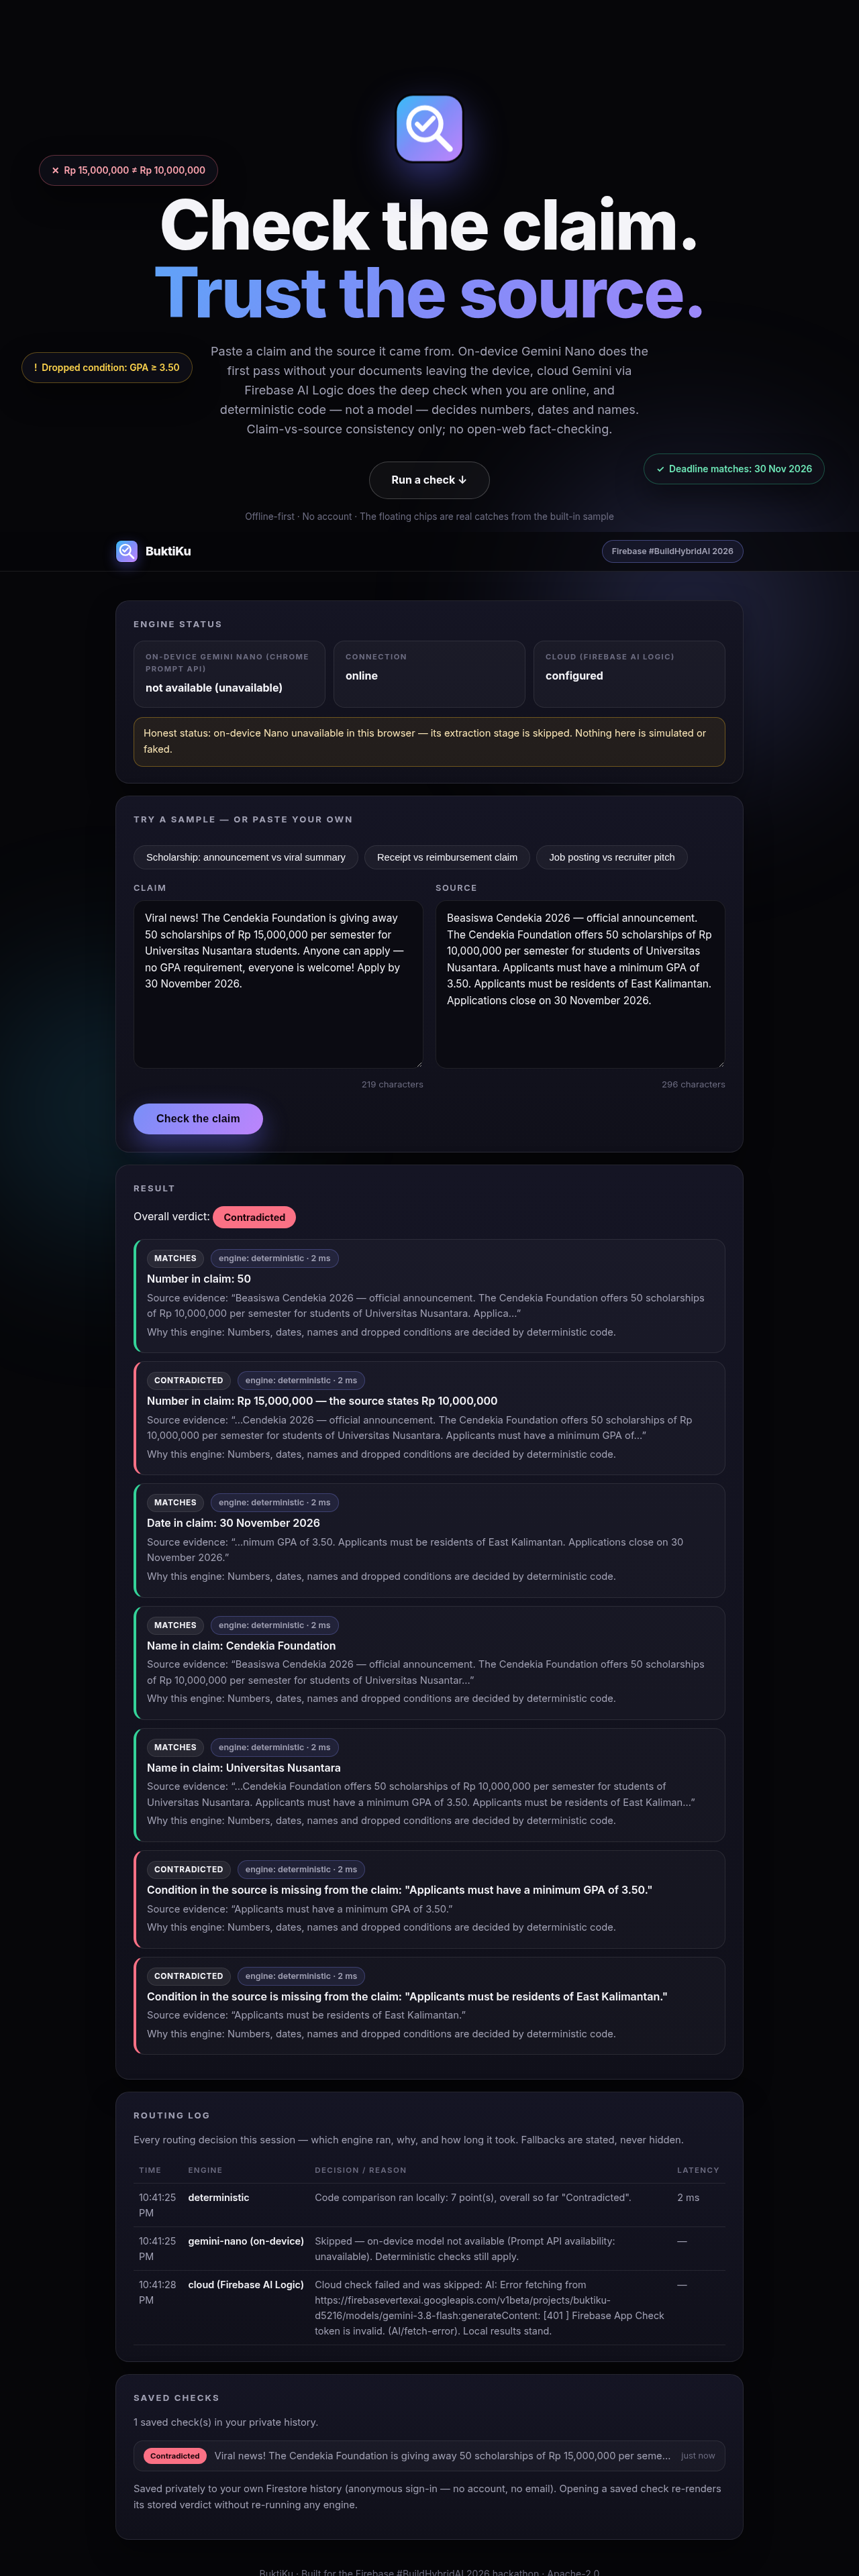 × Rp 15,000,000 ≠ Rp 10,000,000
Check the claim.
Trust the source.
! Dropped condition: GPA ≥ 3.50
Paste a claim and the source it came from. On-device Gemini Nano does the
first pass without your documents leaving the device, cloud Gemini via
Firebase AI Logic does the deep check when you are online, and
deterministic code — not a model — decides numbers, dates and names.
Claim-vs-source consistency only; no open-web fact-checking.
✓ Deadline matches: 30 Nov 2026
Run a check ↓
Offline-first · No account · The floating chips are real catches from the built-in sample
BuktiKu
Firebase #BuildHybridAI 2026
ENGINE STATUS
ON-DEVICE GEMINI NANO (CHROME
PROMPT API)
not available (unavailable)
CONNECTION
online
CLOUD (FIREBASE AI LOGIC)
configured
Honest status: on-device Nano unavailable in this browser — its extraction stage is skipped. Nothing here is simulated or
faked.
TRY A SAMPLE — OR PASTE YOUR OWN
Scholarship: announcement vs viral summary
Receipt vs reimbursement claim
Job posting vs recruiter pitch
CLAIM
Viral news! The Cendekia Foundation is giving away
50 scholarships of Rp 15,000,000 per semester for
Universitas Nusantara students. Anyone can apply —
no GPA requirement, everyone is welcome! Apply by
30 November 2026.
219 characters
SOURCE
Beasiswa Cendekia 2026 — official announcement.
The Cendekia Foundation offers 50 scholarships of Rp
10,000,000 per semester for students of Universitas
Nusantara. Applicants must have a minimum GPA of
3.50. Applicants must be residents of East Kalimantan.
Applications close on 30 November 2026.
296 characters
Check the claim
RESULT
Overall verdict: Contradicted
MATCHES engine: deterministic · 2 ms
Number in claim: 50
Source evidence: “Beasiswa Cendekia 2026 — official announcement. The Cendekia Foundation offers 50 scholarships
of Rp 10,000,000 per semester for students of Universitas Nusantara. Applica…”
Why this engine: Numbers, dates, names and dropped conditions are decided by deterministic code.
CONTRADICTED engine: deterministic · 2 ms
Number in claim: Rp 15,000,000 — the source states Rp 10,000,000
Source evidence: “…Cendekia 2026 — official announcement. The Cendekia Foundation offers 50 scholarships of Rp
10,000,000 per semester for students of Universitas Nusantara. Applicants must have a minimum GPA of…”
Why this engine: Numbers, dates, names and dropped conditions are decided by deterministic code.
MATCHES engine: deterministic · 2 ms
Date in claim: 30 November 2026
Source evidence: “…nimum GPA of 3.50. Applicants must be residents of East Kalimantan. Applications close on 30
November 2026.”
Why this engine: Numbers, dates, names and dropped conditions are decided by deterministic code.
MATCHES engine: deterministic · 2 ms
Name in claim: Cendekia Foundation
Source evidence: “Beasiswa Cendekia 2026 — official announcement. The Cendekia Foundation offers 50 scholarships
of Rp 10,000,000 per semester for students of Universitas Nusantar…”
Why this engine: Numbers, dates, names and dropped conditions are decided by deterministic code.
MATCHES engine: deterministic · 2 ms
Name in claim: Universitas Nusantara
Source evidence: “…Cendekia Foundation offers 50 scholarships of Rp 10,000,000 per semester for students of
Universitas Nusantara. Applicants must have a minimum GPA of 3.50. Applicants must be residents of East Kaliman…”
Why this engine: Numbers, dates, names and dropped conditions are decided by deterministic code.
CONTRADICTED engine: deterministic · 2 ms
Condition in the source is missing from the claim: "Applicants must have a minimum GPA of 3.50."
Source evidence: “Applicants must have a minimum GPA of 3.50.”
Why this engine: Numbers, dates, names and dropped conditions are decided by deterministic code.
CONTRADICTED engine: deterministic · 2 ms
Condition in the source is missing from the claim: "Applicants must be residents of East Kalimantan."
Source evidence: “Applicants must be residents of East Kalimantan.”
Why this engine: Numbers, dates, names and dropped conditions are decided by deterministic code.
ROUTING LOG
Every routing decision this session — which engine ran, why, and how long it took. Fallbacks are stated, never hidden.
TIME ENGINE DECISION / REASON LATENCY
10:41:25 PM deterministic Code comparison ran locally: 7 point(s), overall so far "Contradicted". 2 ms
10:41:25 PM gemini-nano (on-device) Skipped — on-device model not available (Prompt API availability:
unavailable). Deterministic checks still apply. —
10:41:28 PM cloud (Firebase AI Logic) Cloud check failed and was skipped: AI: Error fetching from
https://firebasevertexai.googleapis.com/v1beta/projects/buktiku-
d5216/models/gemini-3.8-flash:generateContent: [401 ] Firebase App Check
token is invalid. (AI/fetch-error). Local results stand. —
SAVED CHECKS
1 saved check(s) in your private history.
Contradicted Viral news! The Cendekia Foundation is giving away 50 scholarships of Rp 15,000,000 per seme… just now
Saved privately to your own Firestore history (anonymous sign-in — no account, no email). Opening a saved check re-renders
its stored verdict without re-running any engine.
BuktiKu · Built for the Firebase #BuildHybridAI 2026 hackathon · Apache-2.0